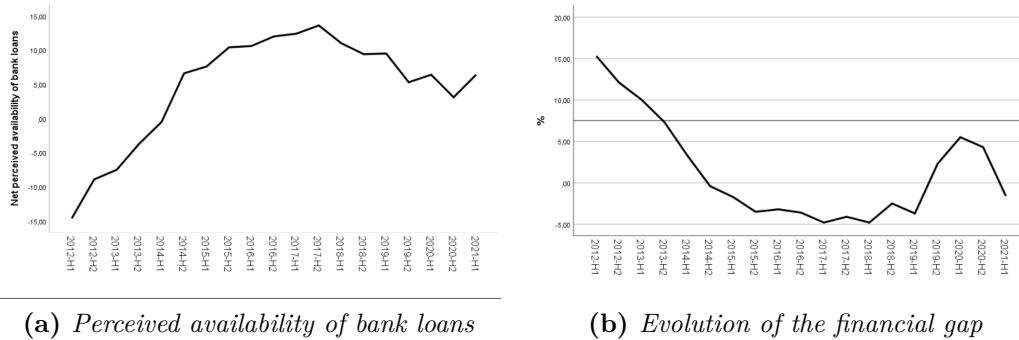 Net perceived availability of bank loans
15,00
10,00
5,00
,00
-5,00
-10,00
-15,00
2012-H1
2012-H2
2013-H1
2013-H2
2014-H1
2014-H2
2015-H1
2015-H2
2016-H1
2016-H2
2017-H1
2017-H2
2018-H1
2018-H2
2019-H1
2019-H2
2020-H1
2020-H2
2021-H1
(a) Perceived availability of bank loans
%
20,00
15,00
10,00
5,00
,00
-5,00
2012-H1
2012-H2
2013-H1
2013-H2
2014-H1
2014-H2
2015-H1
2015-H2
2016-H1
2016-H2
2017-H1
2017-H2
2018-H1
2018-H2
2019-H1
2019-H2
2020-H1
2020-H2
2021-H1
(b) Evolution of the financial gap